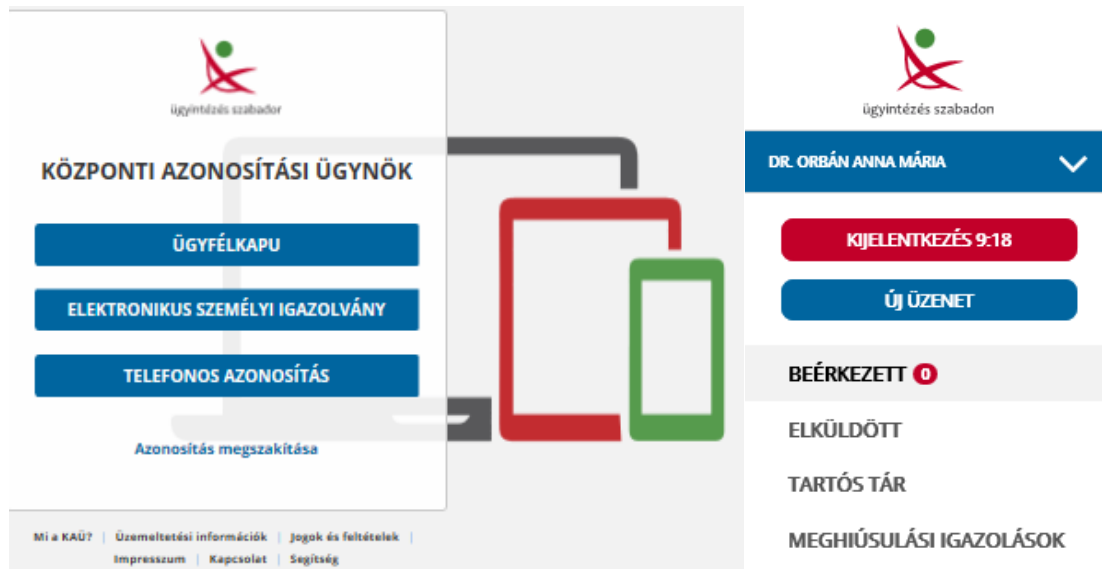 ügyintézés szabadon
KÖZPONTI AZONOSÍTÁSI ÜGYNÖK
ÜGYFÉLKAPU
ELEKTRONIKUS SZEMÉLYI IGAZOLVÁNY
TELEFONOS AZONOSÍTÁS
Azonosítás megszakítása
Mi a KAÜ? | Üzemeltetési információk | Jogok és feltételek |
Impresszum | Kapcsolat | Segítség
ügyintézés szabadon
DR. ORBÁN ANNA MÁRIA
KIJELENTKEZÉS 9:18
ÚJ ÜZENET
BEÉRKEZETT 0
ELKÜLDÖTT
TARTÓS TÁR
MEGHIÚSULÁSI IGAZOLÁSOK